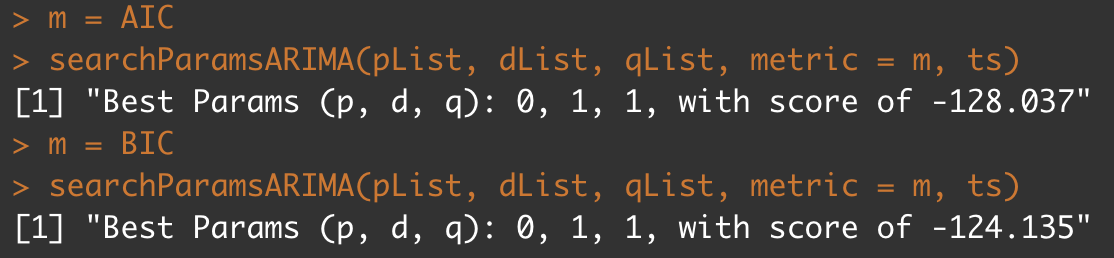 > m = AIC
> searchParamsARIMA(pList, dList, qList, metric = m, ts)
[1] "Best Params (p, d, q): 0, 1, 1, with score of -128.037"
> m = BIC
> searchParamsARIMA(pList, dList, qList, metric = m, ts)
[1] "Best Params (p, d, q): 0, 1, 1, with score of -124.135"